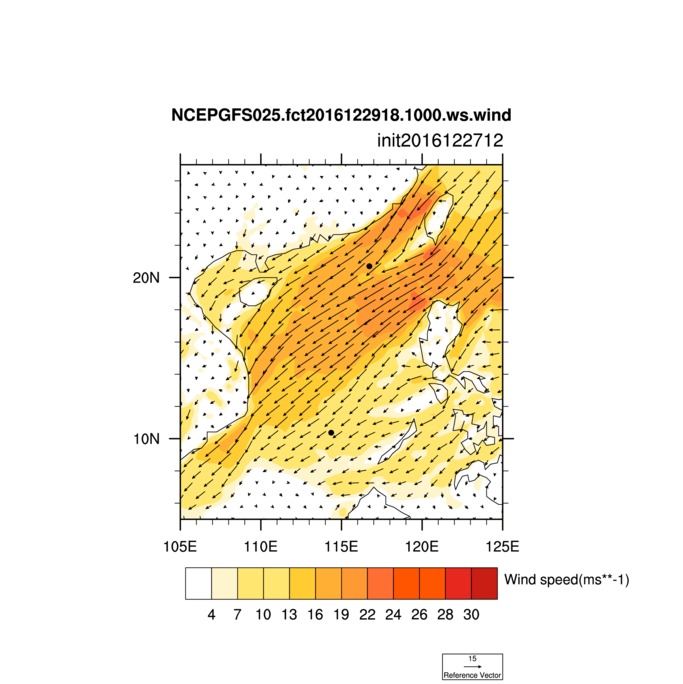 NCEPGFS025.fct2016122918.1000.ws.wind
init2016122712
20N
10N
105E 110E 115E 120E 125E
Wind speed(ms**-1)
4 7 10 13 16 19 22 24 26 28 30
15
Reference Vector